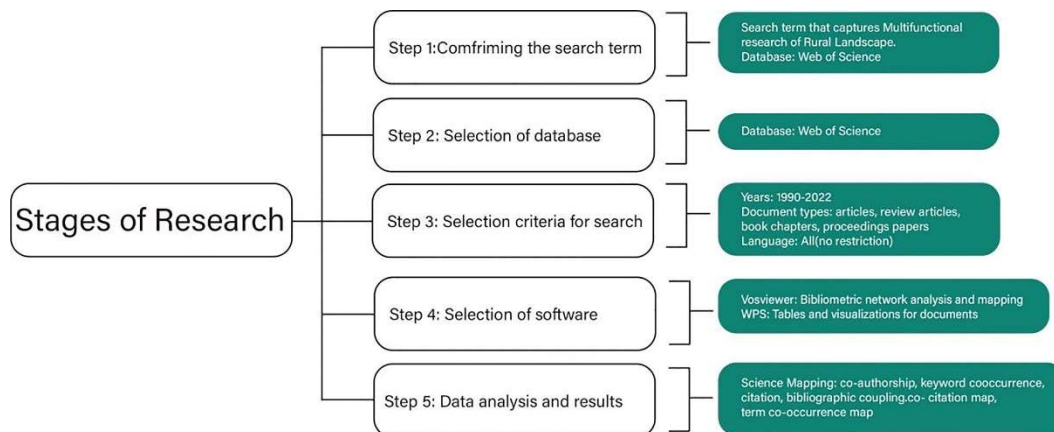 Stages of Research
Step 1:Comfriming the search term
Search term that captures Multifunctional
research of Rural Landscape.
Database: Web of Science
Step 2: Selection of database
Database: Web of Science
Step 3: Selection criteria for search
Years: 1990-2022
Document types: articles, review articles,
book chapters, proceedings papers
Language: All(no restriction)
Step 4: Selection of software
Vosviewer: Bibliometric network analysis and mapping
WPS: Tables and visualizations for documents
Step 5: Data analysis and results
Science Mapping: co-authorship, keyword cooccurrence,
citation, bibliographic coupling.co- citation map,
term co-occurrence map